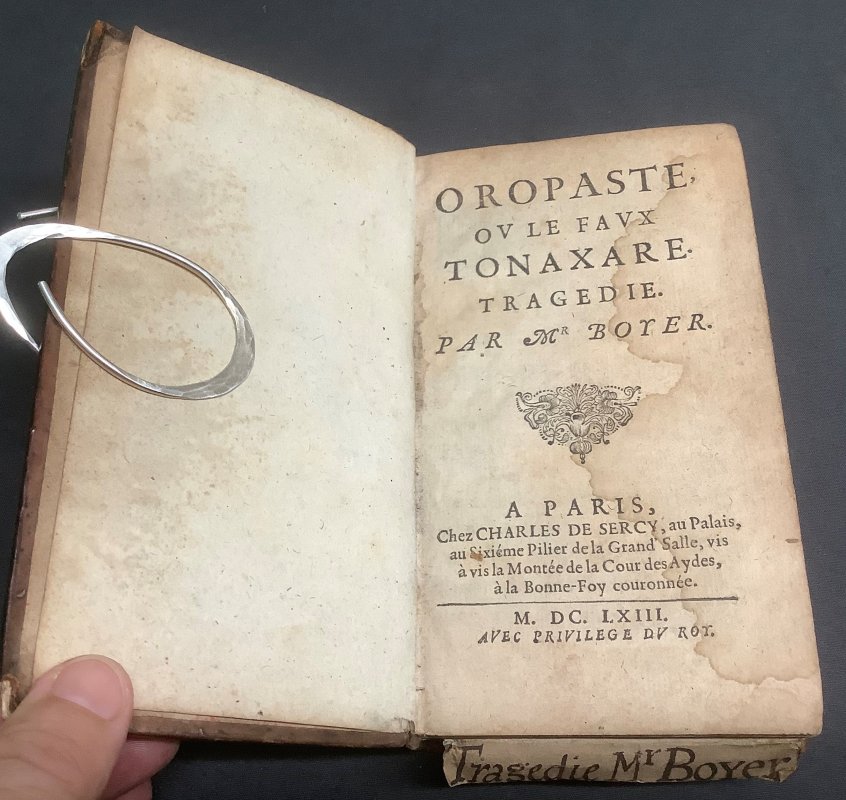 OROPASTE,
OV LE FAVX
TONAXARE.
TRAGEDIE.
PAR Mʀ BOYER.
A PARIS,
Chez CHARLES DE SERCY, au Palais,
au Sixiéme Pilier de la Grand' Salle, vis
à vis la Montée de la Cour des Aydes,
à la Bonne-Foy couronnée.
M. DC. LXIII.
AVEC PRIVILEGE DV ROY.
Tragedie Mʳ Boyer